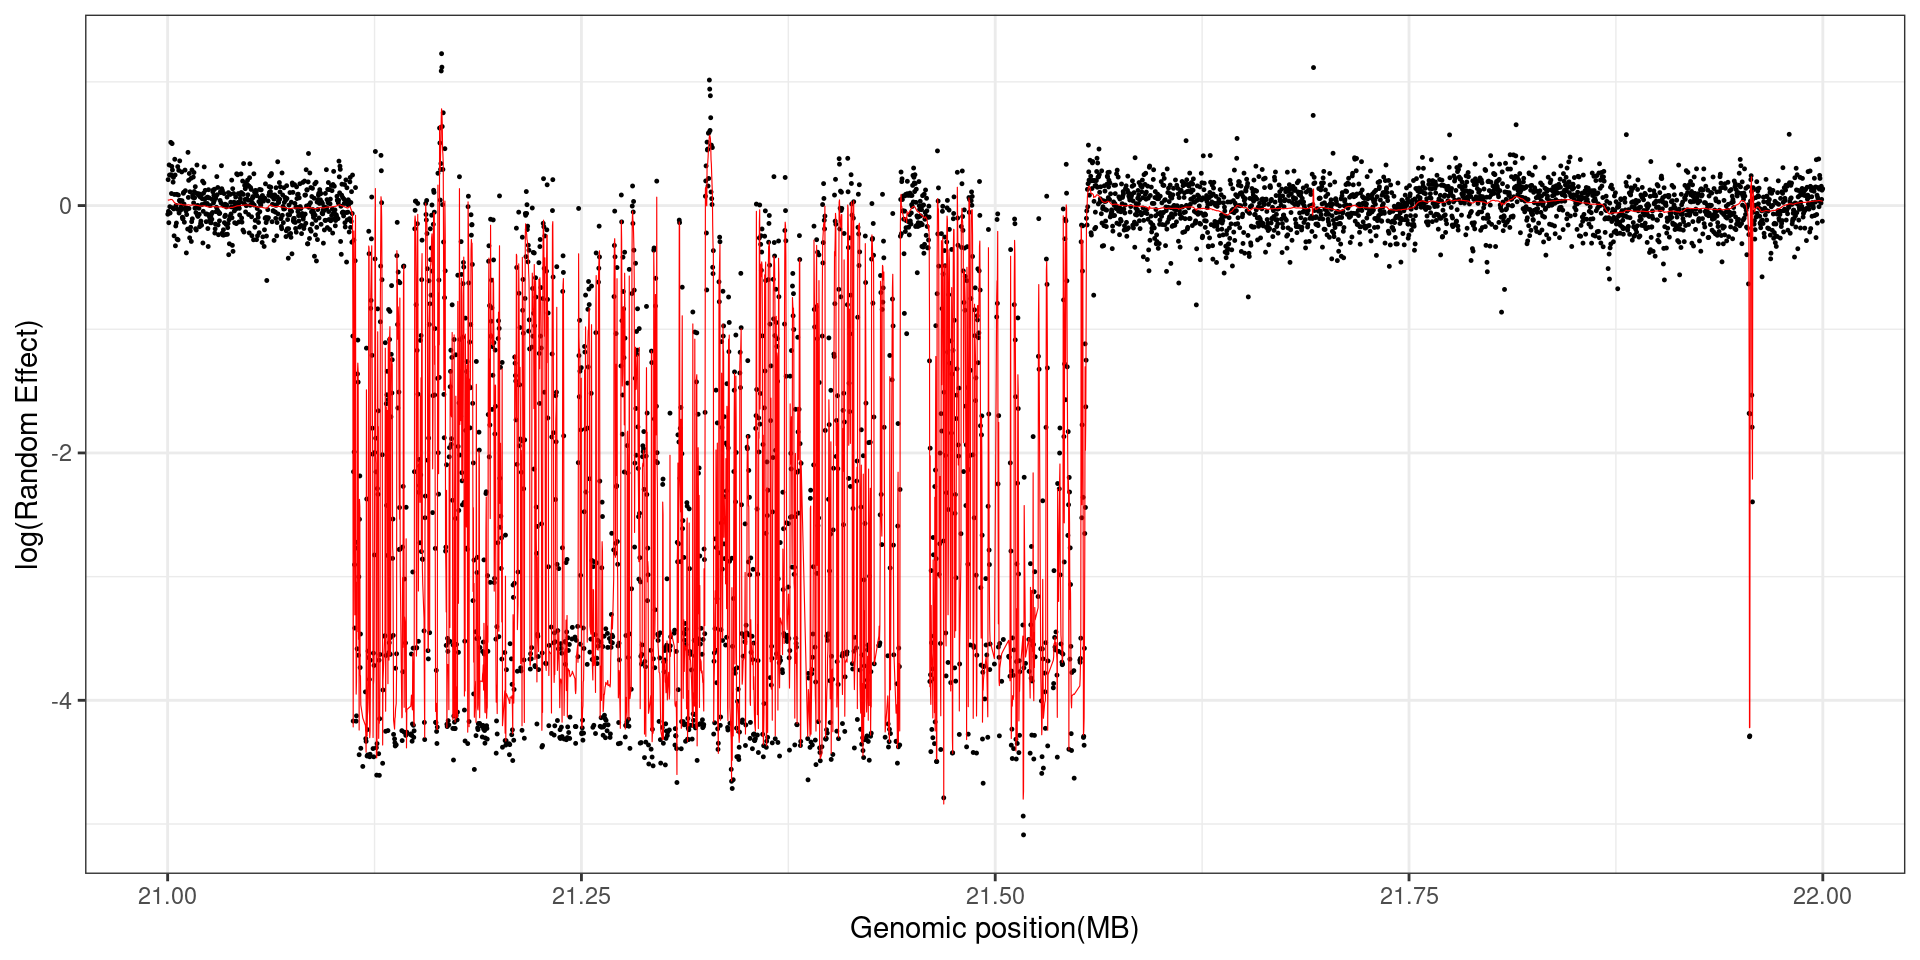 log(Random Effect)
0
-2
-4
21.00 21.25 21.50 21.75 22.00
Genomic position(MB)